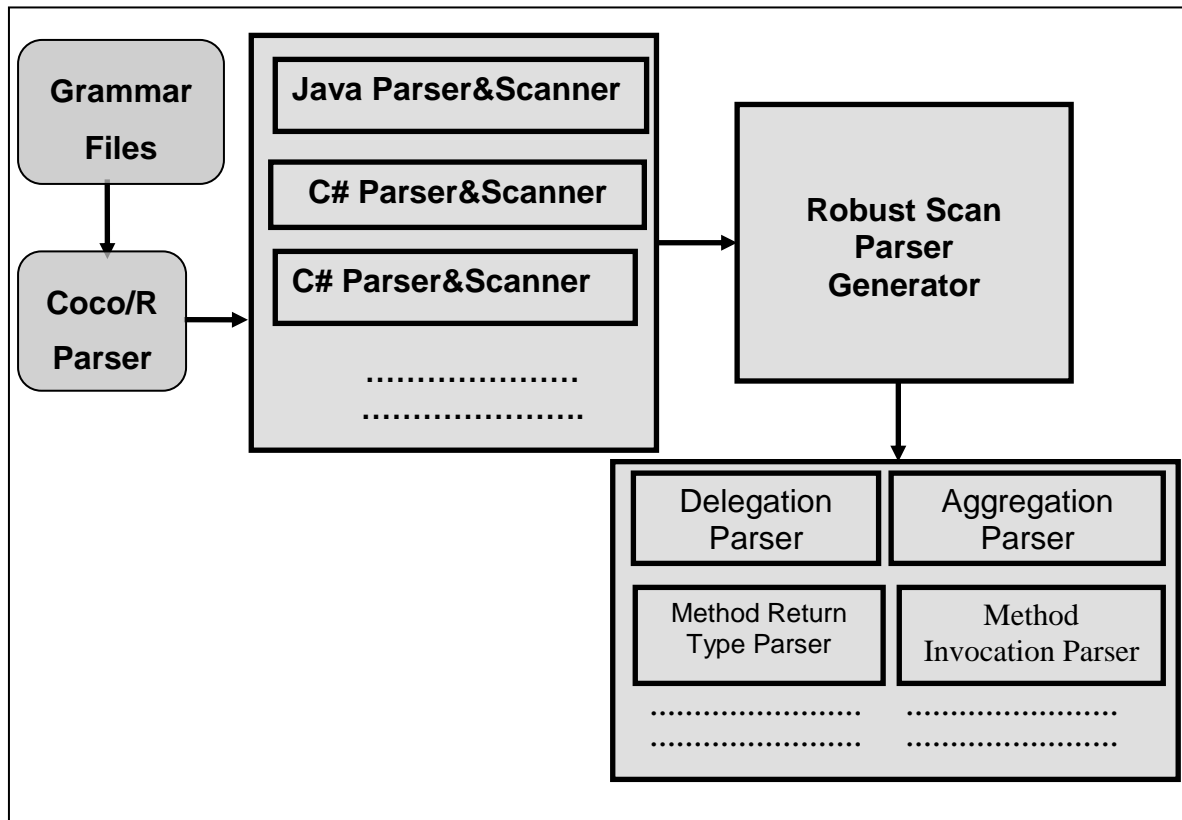 Grammar
Files
Coco/R
Parser
Java Parser&Scanner
C# Parser&Scanner
C# Parser&Scanner
......................
.......................
Robust Scan
Parser
Generator
Delegation
Parser
Aggregation
Parser
Method Return
Type Parser
Method
Invocation Parser
........................
........................
........................
........................